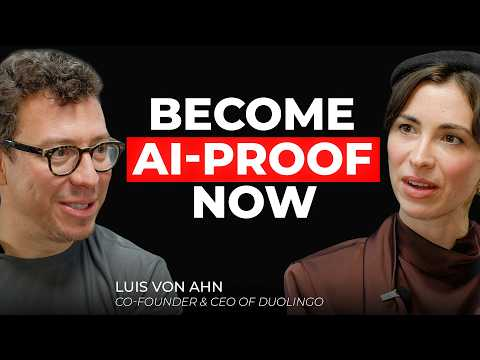 BECOME
AI-PROOF
NOW
LUIS VON AHN
CO-FOUNDER & CEO OF DUOLINGO